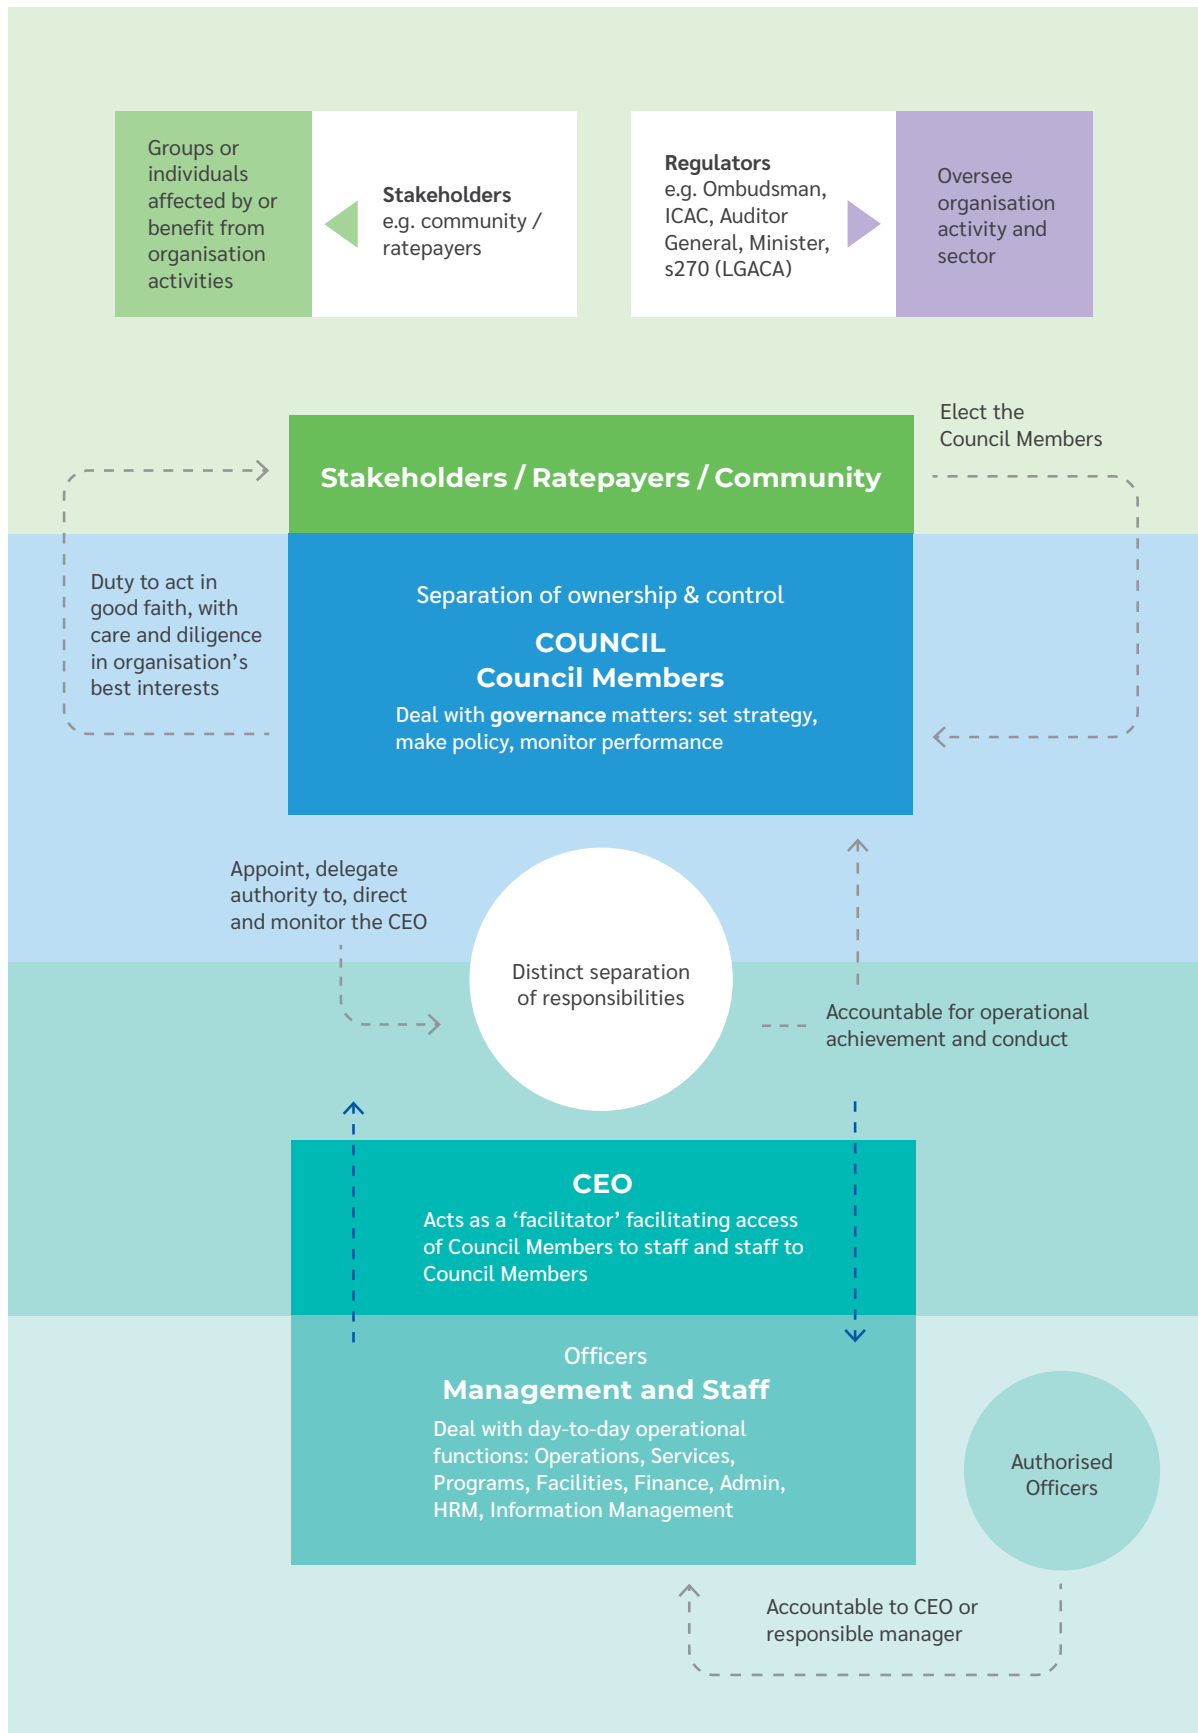 Groups or
individuals
affected by or
benefit from
organisation
activities
Stakeholders
e.g. community /
ratepayers
Regulators
e.g. Ombudsman,
ICAC, Auditor
General, Minister,
s270 (LGACA)
Oversee
organisation
activity and
sector
Elect the
Council Members
Stakeholders / Ratepayers / Community
Duty to act in
good faith, with
care and diligence
in organisation’s
best interests
Separation of ownership & control
COUNCIL
Council Members
Deal with governance matters: set strategy,
make policy, monitor performance
Appoint, delegate
authority to, direct
and monitor the CEO
Distinct separation
of responsibilities
Accountable for operational
achievement and conduct
CEO
Acts as a ‘facilitator’ facilitating access
of Council Members to staff and staff to
Council Members
Officers
Management and Staff
Deal with day-to-day operational
functions: Operations, Services,
Programs, Facilities, Finance, Admin,
HRM, Information Management
Authorised
Officers
Accountable to CEO or
responsible manager